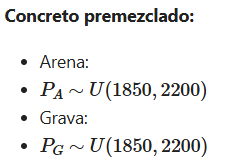 Concreto premezclado:
• Arena:
• P_A ∼ U(1850, 2200)
• Grava:
• P_G ∼ U(1850, 2200)